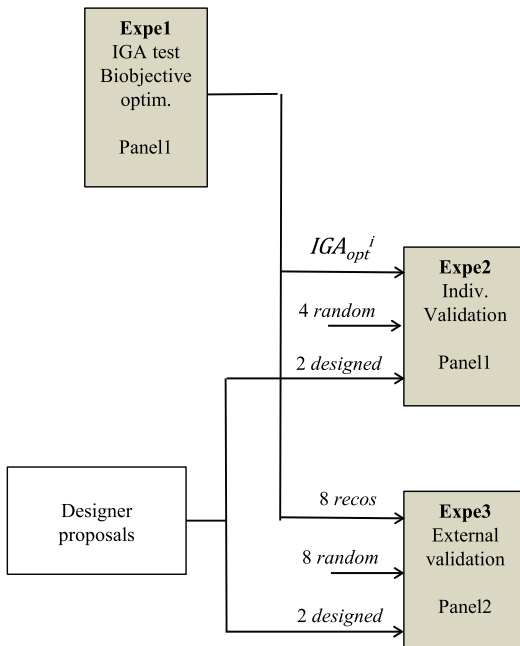 Expe1
IGA test
Biobjective
optim.
Panel1
IGAopt^i
4 random
2 designed
Expe2
Indiv.
Validation
Panel1
Designer
proposals
8 recos
8 random
2 designed
Expe3
External
validation
Panel2